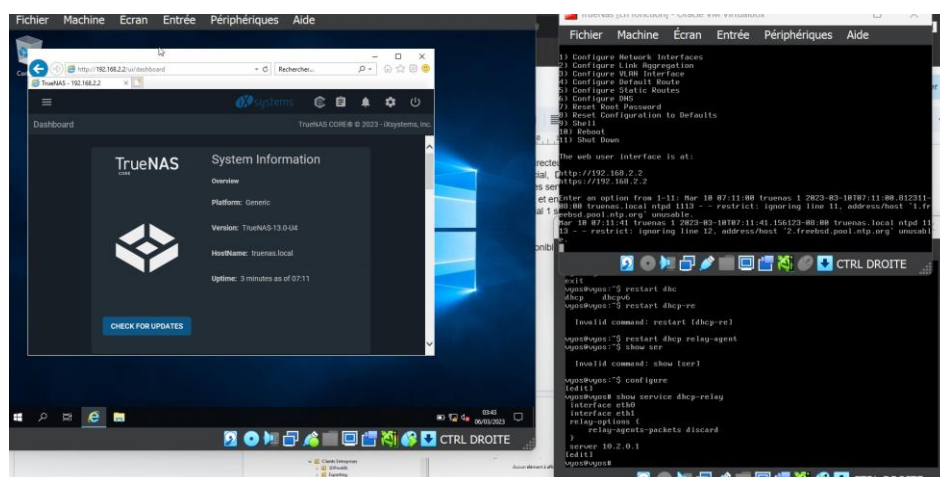 Fichier Machine Écran Entrée Périphériques Aide
http://192.168.2.2/ui/dashboard
Rechercher...
TrueNAS - 192.168.2.2
systems
Dashboard
TrueNAS CORE® © 2023 - iXsystems, Inc.
TrueNAS
CORE
System Information
Overview
Platform: Generic
Version: TrueNAS-13.0-U4
HostName: truenas.local
Uptime: 3 minutes as of 07:11
CHECK FOR UPDATES
03:43
06/03/2023
CTRL DROITE
Fichier Machine Écran Entrée Périphériques Aide
1) Configure Network Interfaces
2) Configure Link Aggregation
3) Configure VLAN Interface
4) Configure Default Route
5) Configure Static Routes
6) Configure DNS
7) Reset Root Password
8) Reset Configuration to Defaults
9) Shell
10) Reboot
11) Shut Down
The web user interface is at:
http://192.168.2.2
https://192.168.2.2
Enter an option from 1-11: Mar 10 07:11:00 truenas 1 2023-03-10T07:11:00.812311-
08:00 truenas.local ntpd 1113 - - restrict: ignoring line 11, address/host '1.fr
eebsd.pool.ntp.org' unusable.
Mar 10 07:11:41 truenas 1 2023-03-10T07:11:41.156123-08:00 truenas.local ntpd 11
13 - - restrict: ignoring line 12, address/host '2.freebsd.pool.ntp.org' unusabl
CTRL DROITE
exit
vyos@vyos:~$ restart dhc
dhcp dhcpv6
vyos@vyos:~$ restart dhcp-re
Invalid command: restart [dhcp-re]
vyos@vyos:~$ restart dhcp relay-agent
vyos@vyos:~$ show ser
Invalid command: show [ser]
vyos@vyos:~$ configure
[edit]
vyos@vyos# show service dhcp-relay
interface eth0
interface eth1
relay-options {
relay-agents-packets discard
}
server 10.2.0.1
[edit]
vyos@vyos#